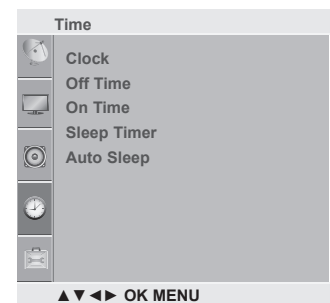 Time
Clock
Off Time
On Time
Sleep Timer
Auto Sleep
▲▼◄► OK MENU